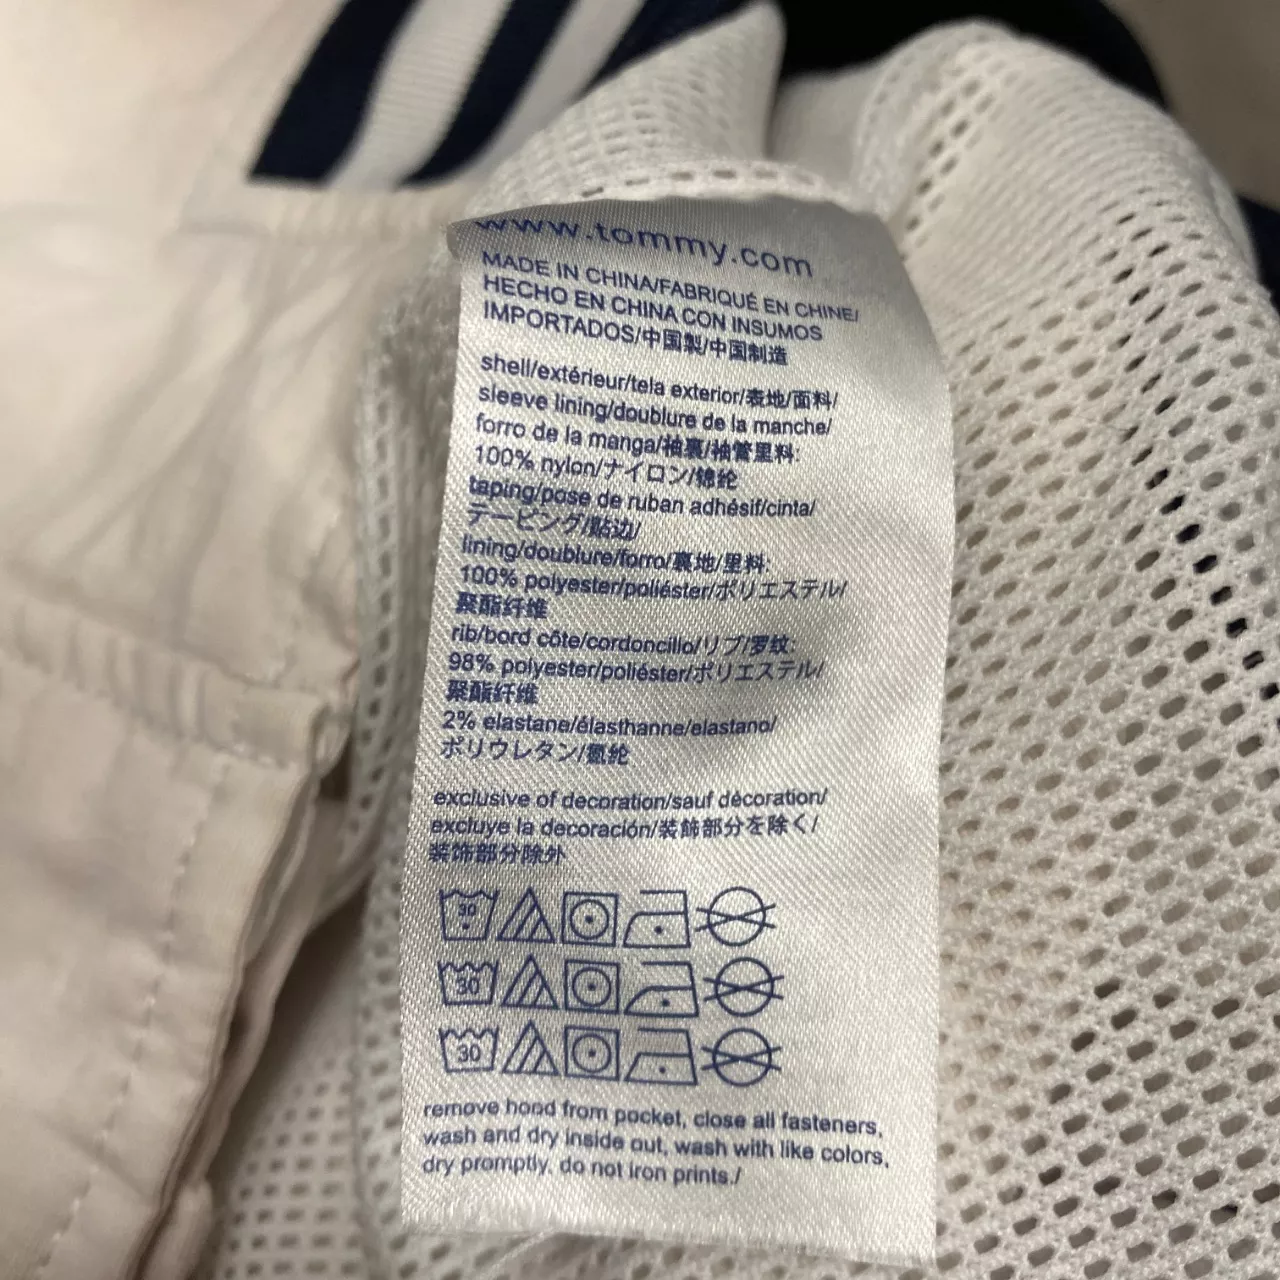 www.tommy.com
MADE IN CHINA/FABRIQUÉ EN CHINE/
HECHO EN CHINA CON INSUMOS
IMPORTADOS/中国製/中国制造
shell/extérieur/tela exterior/表地/面料/
sleeve lining/doublure de la manche/
forro de la manga/袖裏/袖管里料:
100% nylon/ナイロン/锦纶
taping/pose de ruban adhésif/cinta/
テーピング/贴边/
lining/doublure/forro/裏地/里料:
100% polyester/poliéster/ポリエステル/
聚酯纤维
rib/bord côte/cordoncillo/リブ/罗纹:
98% polyester/poliéster/ポリエステル/
聚酯纤维
2% elastane/élasthanne/elastano/
ポリウレタン/氨纶
exclusive of decoration/sauf décoration/
excluye la decoración/装飾部分を除く/
装饰部分除外
30
30
30
remove hood from pocket, close all fasteners,
wash and dry inside out, wash with like colors,
dry promptly, do not iron prints./